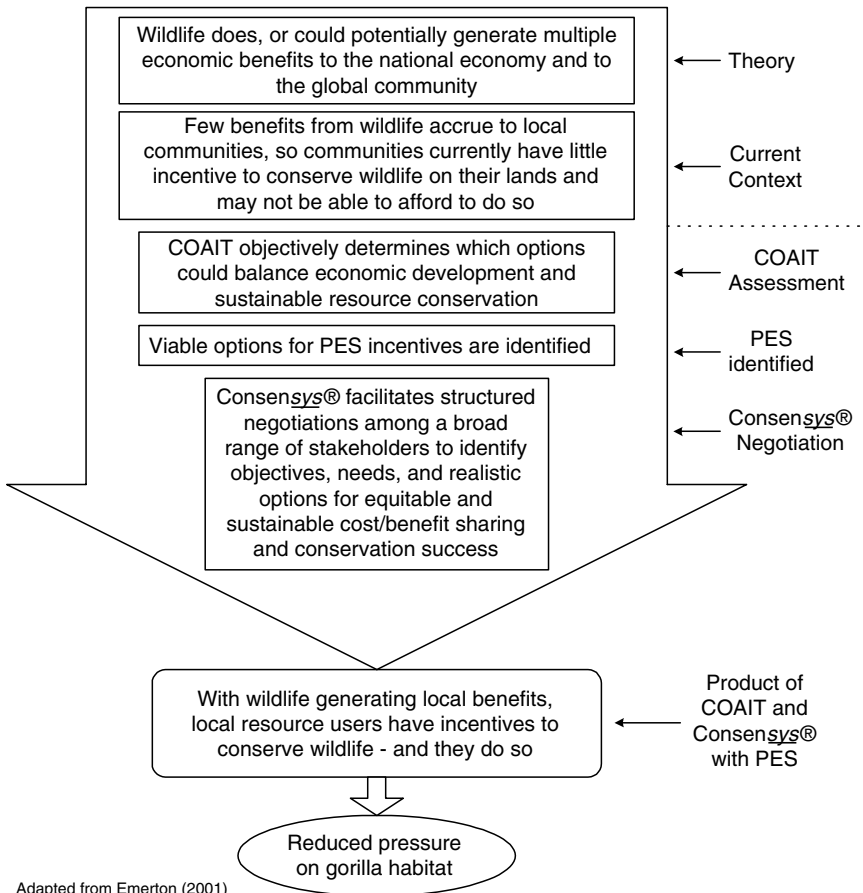 Wildlife does, or could potentially generate multiple
economic benefits to the national economy and to
the global community
Theory
Few benefits from wildlife accrue to local
communities, so communities currently have little
incentive to conserve wildlife on their lands and
may not be able to afford to do so
Current
Context
COAIT objectively determines which options
could balance economic development and
sustainable resource conservation
COAIT
Assessment
Viable options for PES incentives are identified
PES
identified
Consensys® facilitates structured
negotiations among a broad
range of stakeholders to identify
objectives, needs, and realistic
options for equitable and
sustainable cost/benefit sharing
and conservation success
Consensys®
Negotiation
With wildlife generating local benefits,
local resource users have incentives to
conserve wildlife - and they do so
Product of
COAIT and
Consensys®
with PES
Reduced pressure
on gorilla habitat
Adapted from Emerton (2001)